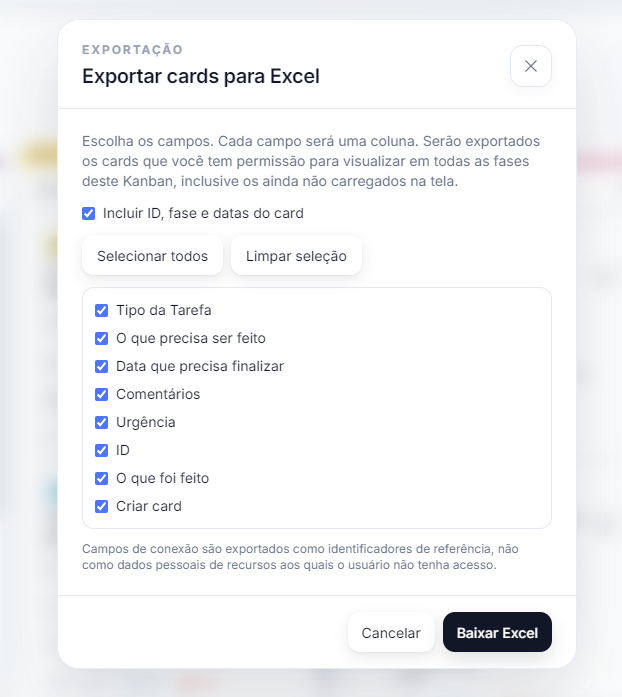 EXPORTAÇÃO
Exportar cards para Excel
Escolha os campos. Cada campo será uma coluna. Serão exportados
os cards que você tem permissão para visualizar em todas as fases
deste Kanban, inclusive os ainda não carregados na tela.
Incluir ID, fase e datas do card
Selecionar todos Limpar seleção
Tipo da Tarefa
O que precisa ser feito
Data que precisa finalizar
Comentários
Urgência
ID
O que foi feito
Criar card
Campos de conexão são exportados como identificadores de referência, não
como dados pessoais de recursos aos quais o usuário não tenha acesso.
Cancelar Baixar Excel